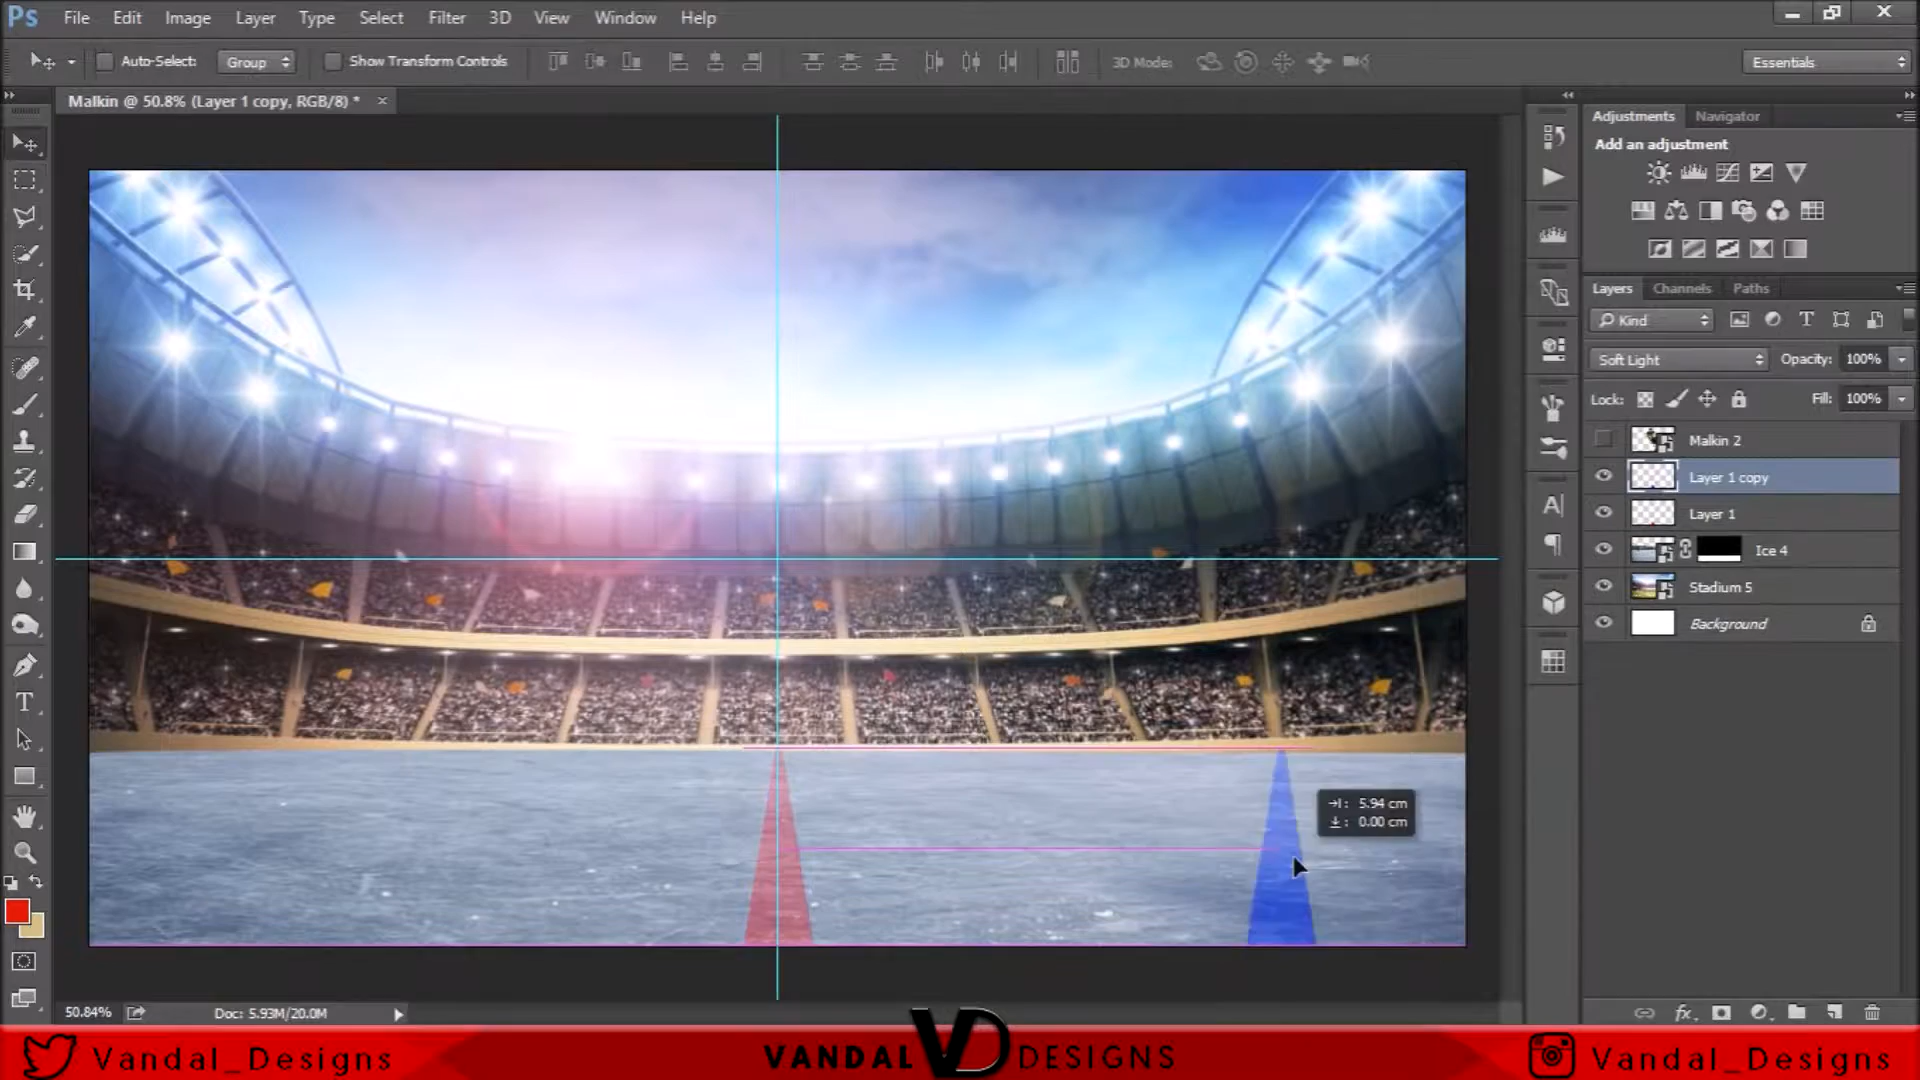 Ps File Edit Image Layer Type Select Filter 3D View Window Help
Auto-Select: Group Show Transform Controls 3D Mode: Essentials
Malkin @ 50.8% (Layer 1 copy, RGB/8) * ×
Adjustments Navigator
Add an adjustment
Layers Channels Paths
Kind
Soft Light Opacity: 100%
Lock: Fill: 100%
Malkin 2
Layer 1 copy
Layer 1
Ice 4
Stadium 5
Background
5.94 cm
0.00 cm
50.84% Doc: 5.93M/20.0M
Vandal_Designs VANDAL VD DESIGNS Vandal_Designs